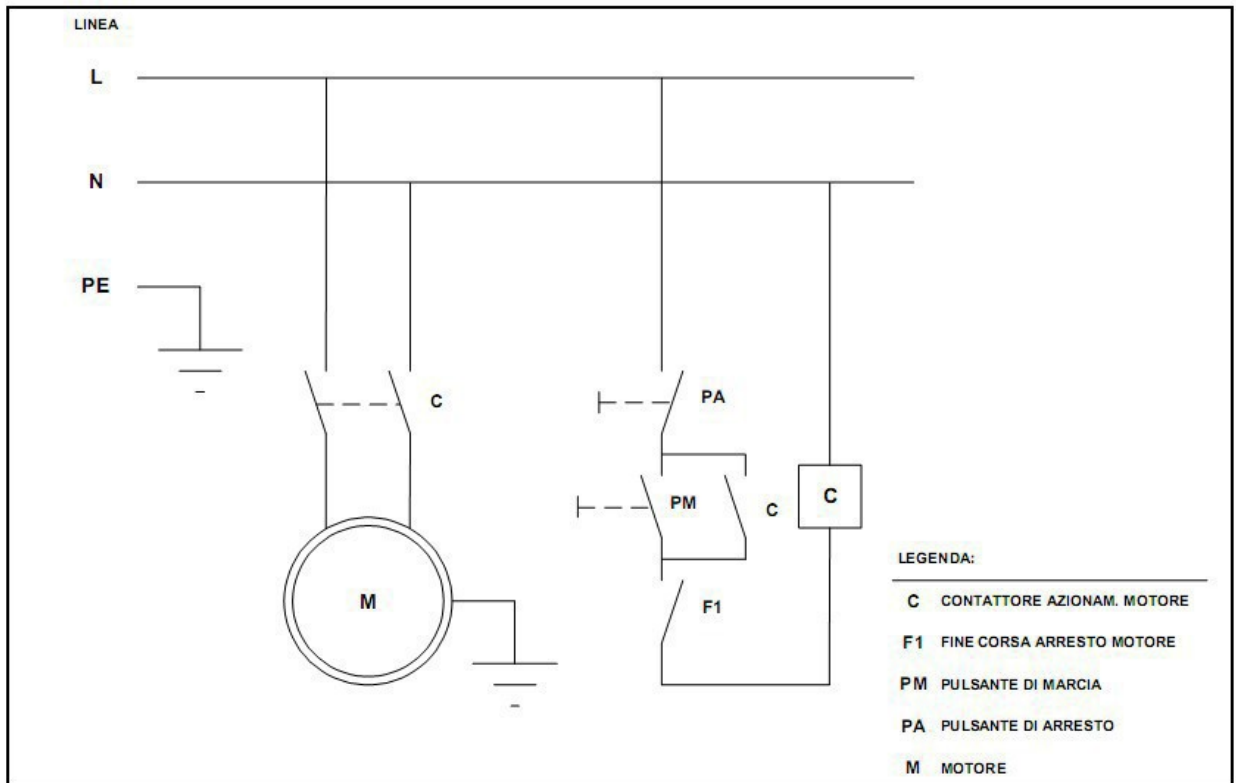 LINEA
L
N
PE
C
PA
PM
C
C
F1
M
LEGENDA:
C CONTATTORE AZIONAM. MOTORE
F1 FINE CORSA ARRESTO MOTORE
PM PULSANTE DI MARCIA
PA PULSANTE DI ARRESTO
M MOTORE